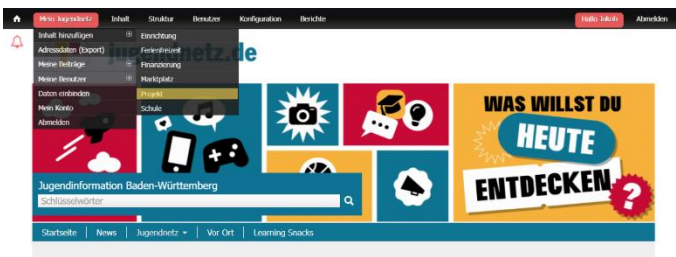 Mein Jugendnetz Inhalt Struktur Benutzer Konfiguration Berichte Hallo Jakob Abmelden
Inhalt hinzufügen Einrichtung
Adressdaten (Export) Ferienfreizeit
jugendnetz.de
Meine Beiträge Finanzierung
Meine Benutzer Marktplatz
Daten einbinden Projekt
Mein Konto Schule
Abmelden
WAS WILLST DU
HEUTE
ENTDECKEN ?
Jugendinformation Baden-Württemberg
Schlüsselwörter
Startseite | News | Jugendnetz | Vor Ort | Learning Snacks